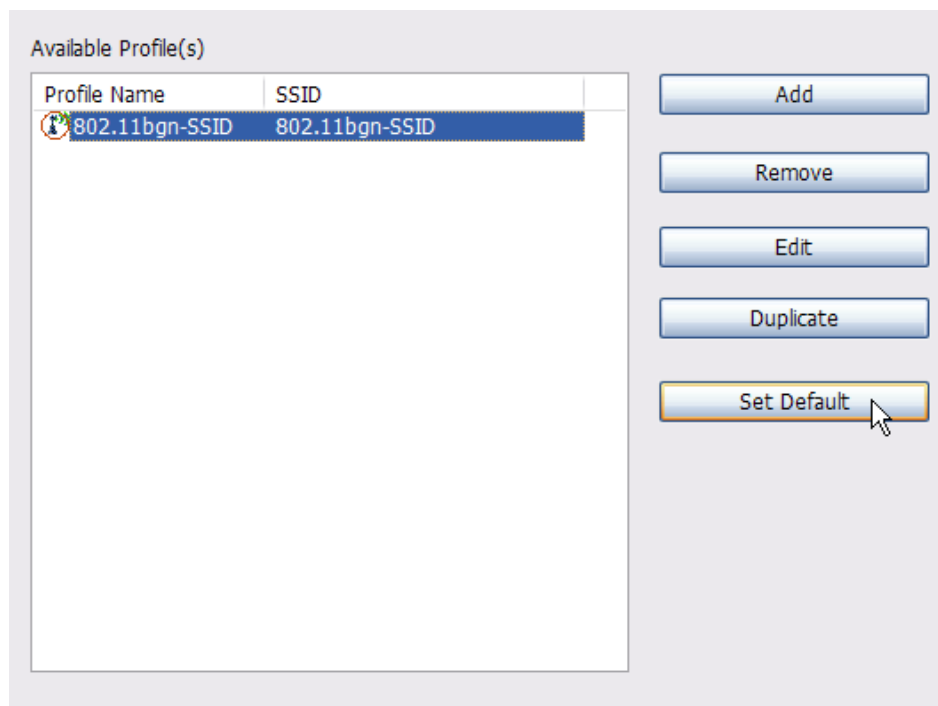 Available Profile(s)
Profile Name SSID
802.11bgn-SSID 802.11bgn-SSID
Add
Remove
Edit
Duplicate
Set Default